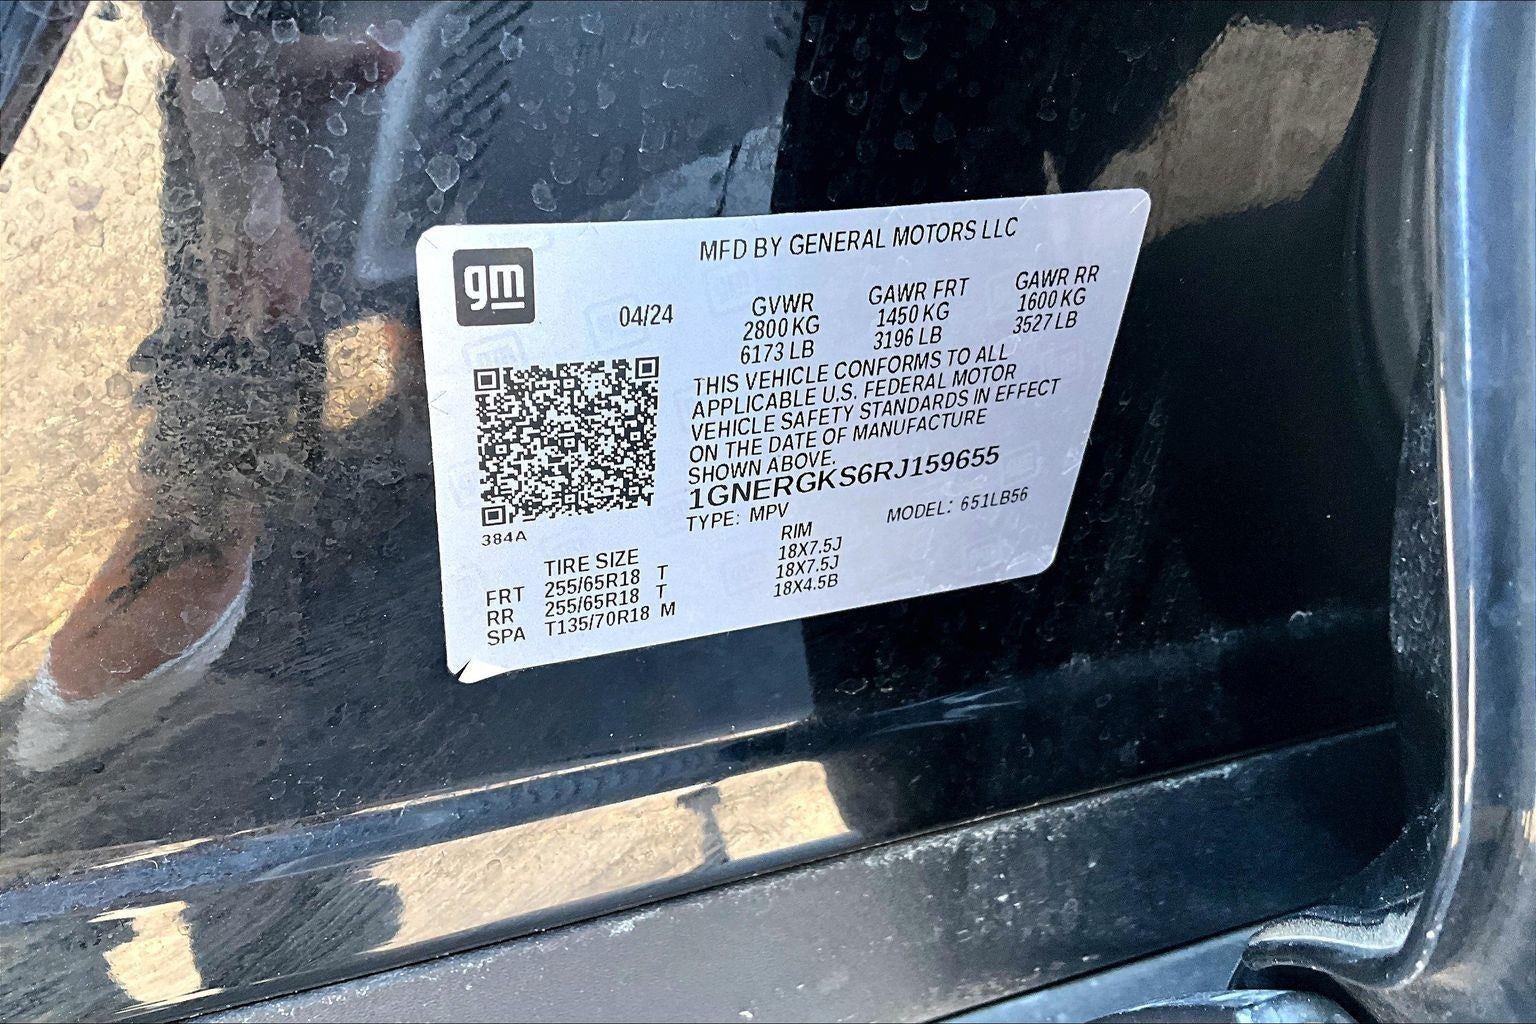 gm
MFD BY GENERAL MOTORS LLC
04/24 GVWR GAWR FRT GAWR RR
2800 KG 1450 KG 1600 KG
6173 LB 3196 LB 3527 LB
THIS VEHICLE CONFORMS TO ALL
APPLICABLE U.S. FEDERAL MOTOR
VEHICLE SAFETY STANDARDS IN EFFECT
ON THE DATE OF MANUFACTURE
SHOWN ABOVE.
1GNERGKS6RJ159655
TYPE: MPV MODEL: 651LB56
384A
TIRE SIZE RIM
FRT 255/65R18 T 18X7.5J
RR 255/65R18 T 18X7.5J
SPA T135/70R18 M 18X4.5B